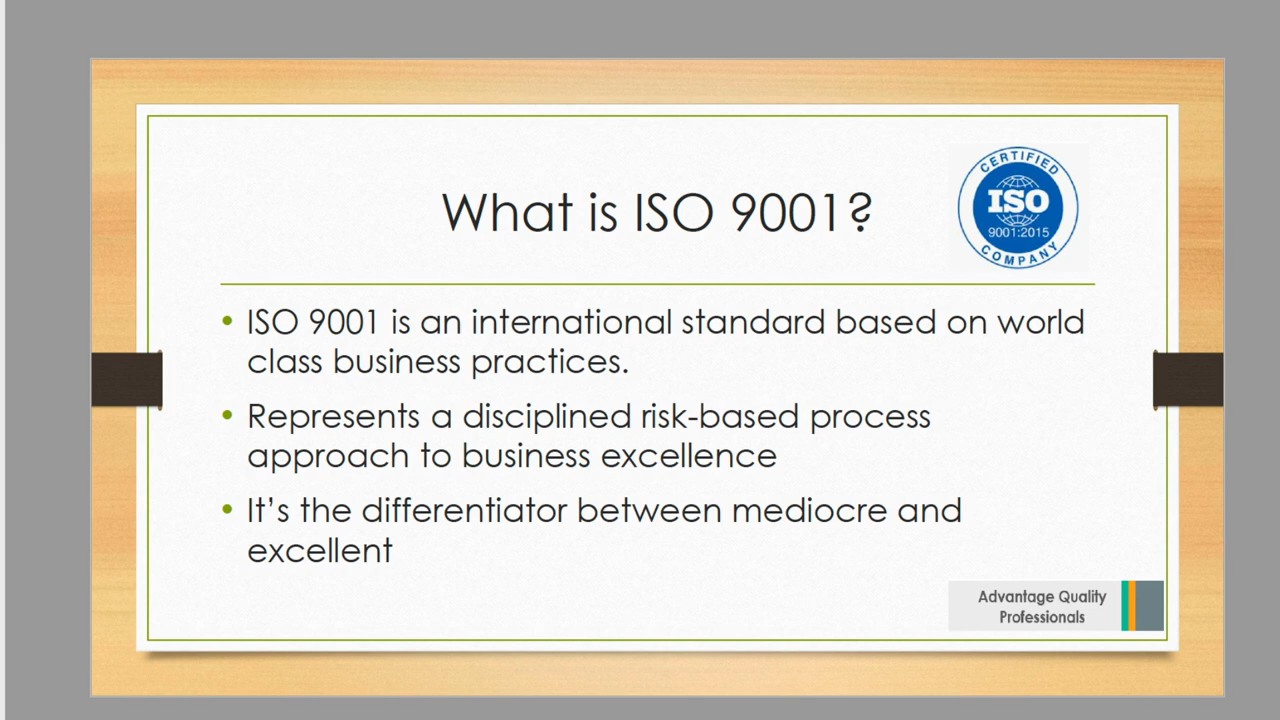 What is ISO 9001?
CERTIFIED
ISO
9001:2015
COMPANY
• ISO 9001 is an international standard based on world
class business practices.
• Represents a disciplined risk-based process
approach to business excellence
• It’s the differentiator between mediocre and
excellent
Advantage Quality
Professionals